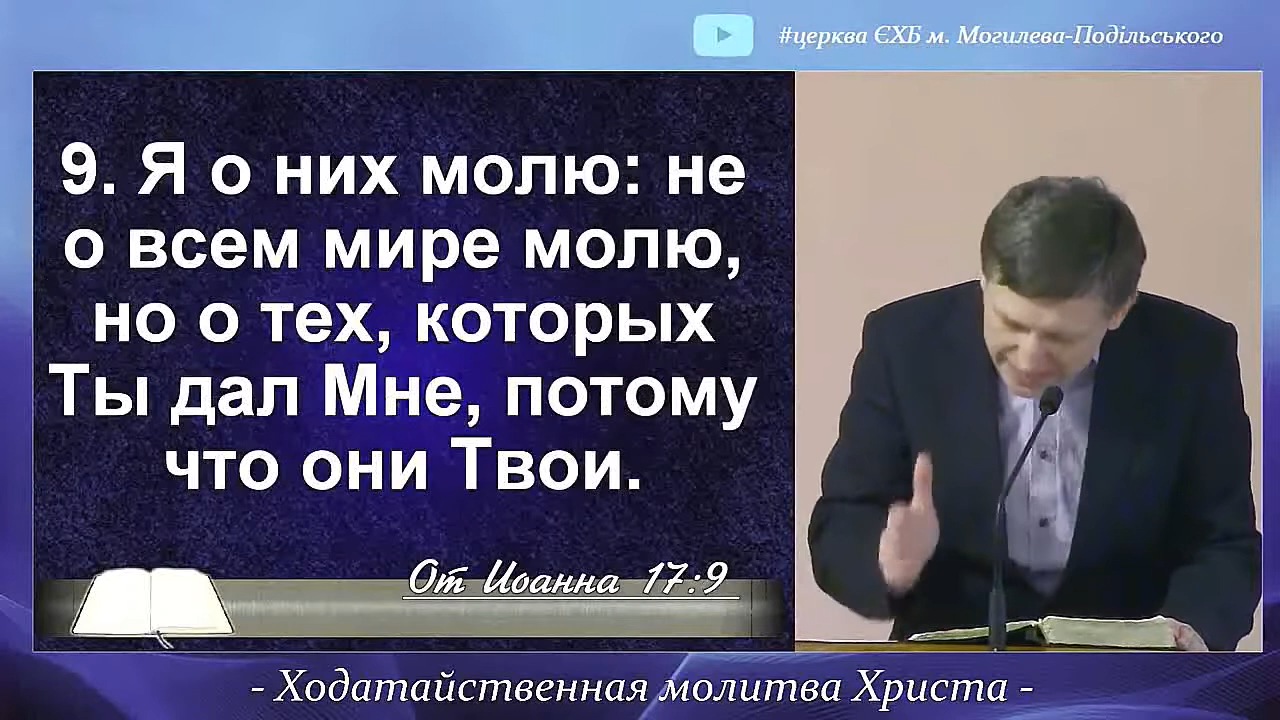 #церква ЄХБ м. Могилева-Подільського
9. Я о них молю: не
о всем мире молю,
но о тех, которых
Ты дал Мне, потому
что они Твои.
От Иоанна 17:9
- Ходатайственная молитва Христа -